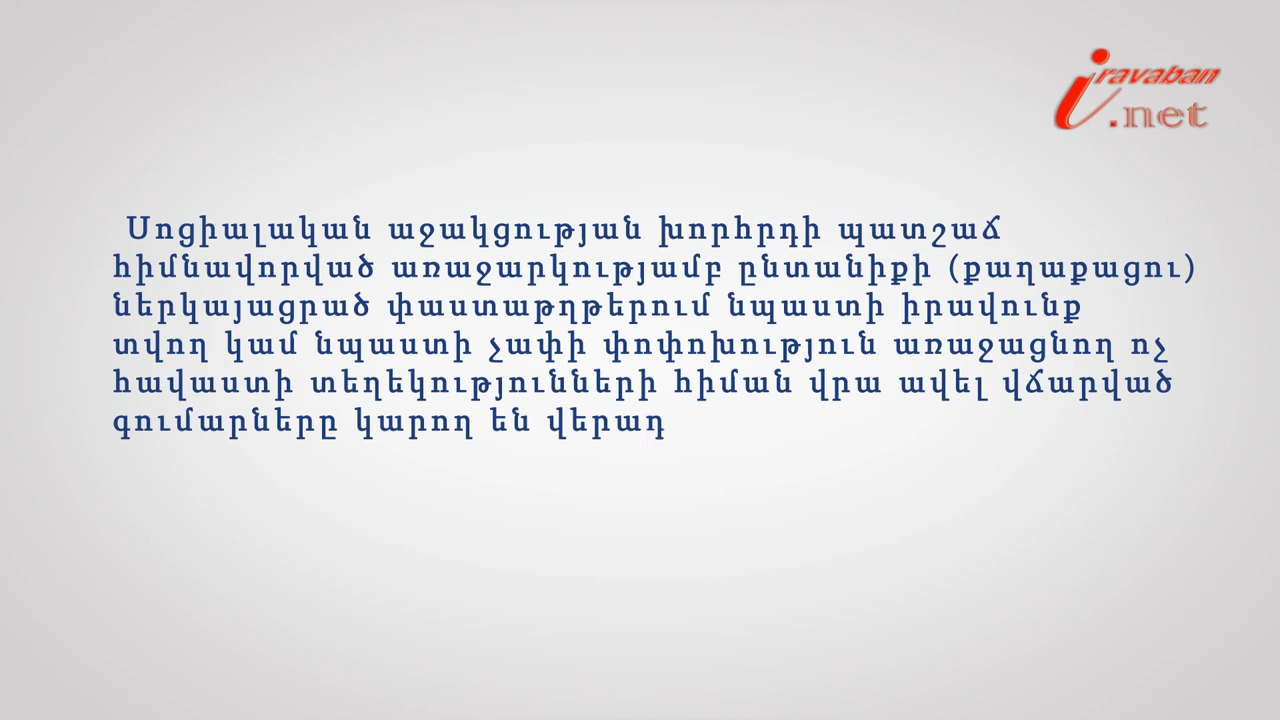 iravaban
.net
Սոցիալական աջակցության խորհրդի պատշաճ
հիմնավորված առաջարկությամբ ընտանիքի (քաղաքացու)
ներկայացրած փաստաթղթերում նպաստի իրավունք
տվող կամ նպաստի չափի փոփոխություն առաջացնող ոչ
հավաստի տեղեկությունների հիման վրա ավել վճարված
գումարները կարող են վերադ